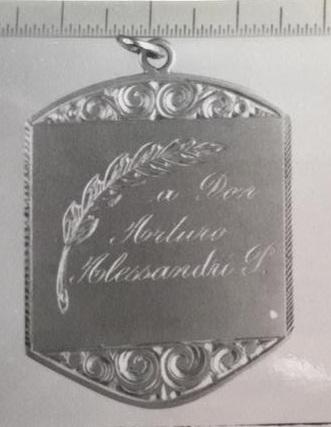 a Don
Arturo
Alessandri P.